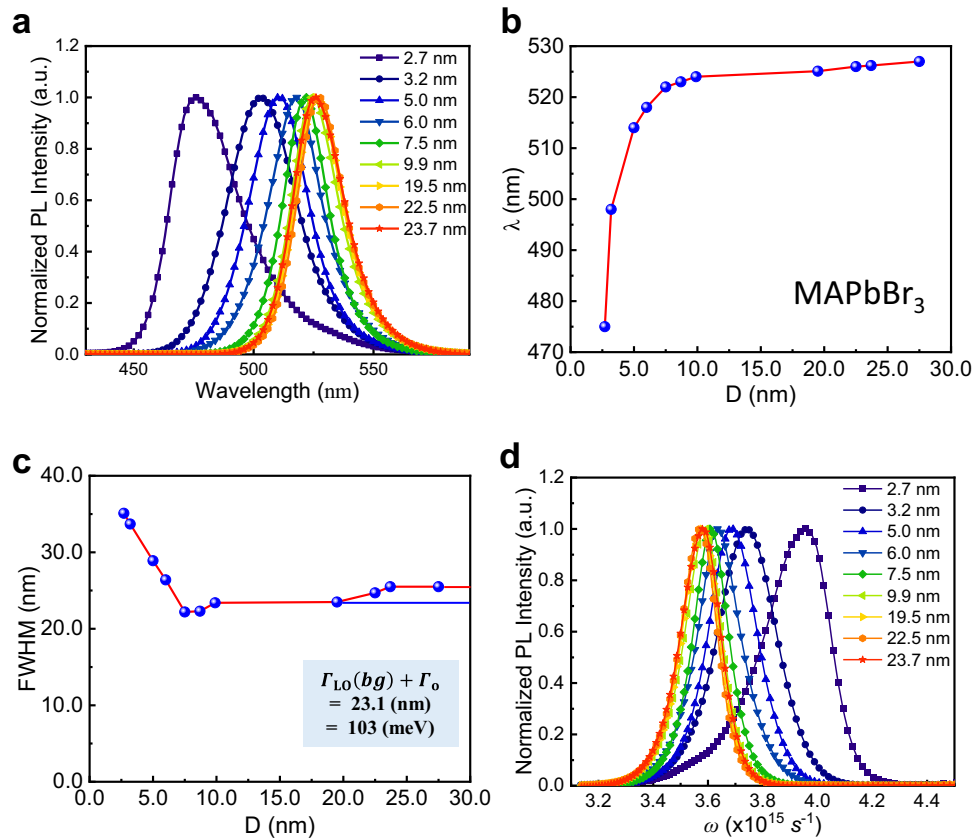 a
1.2
1.0
0.8
0.6
0.4
0.2
0.0
450
500
550
Wavelength (nm)
Normalized PL Intensity (a.u.)
2.7 nm
3.2 nm
5.0 nm
6.0 nm
7.5 nm
9.9 nm
19.5 nm
22.5 nm
23.7 nm
b
530
520
510
500
490
480
470
0.0
5.0
10.0
15.0
20.0
25.0
30.0
D (nm)
λ (nm)
MAPbBr3
c
40.0
30.0
20.0
10.0
0.0
0.0
5.0
10.0
15.0
20.0
25.0
30.0
D (nm)
FWHM (nm)
Γ_LO(bg) + Γ_o
= 23.1 (nm)
= 103 (meV)
d
1.2
1.0
0.8
0.6
0.4
0.2
0.0
3.2
3.4
3.6
3.8
4.0
4.2
4.4
ω (x10^15 s^-1)
Normalized PL Intensity (a.u.)
2.7 nm
3.2 nm
5.0 nm
6.0 nm
7.5 nm
9.9 nm
19.5 nm
22.5 nm
23.7 nm